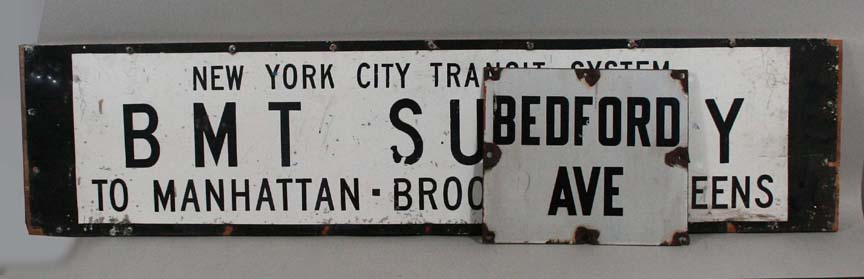 NEW YORK CITY TRANSIT SYSTEM
BMT SU Y
TO MANHATTAN - BROO EENS
BEDFORD
AVE